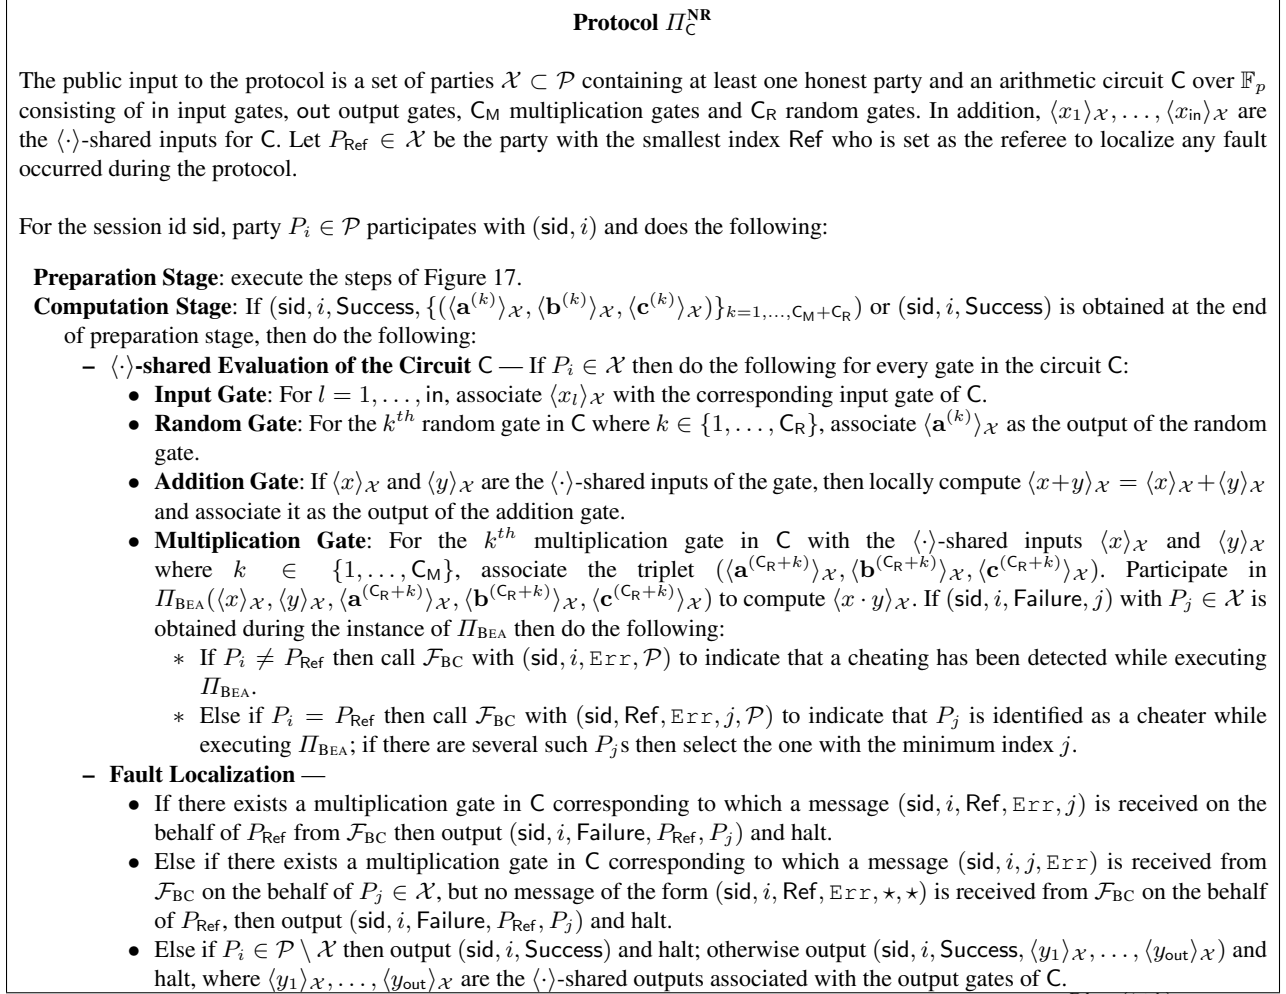 Protocol Π_C^NR
The public input to the protocol is a set of parties 𝒳 ⊂ 𝒫 containing at least one honest party and an arithmetic circuit C over 𝔽_p
consisting of in input gates, out output gates, C_M multiplication gates and C_R random gates. In addition, ⟨x_1⟩_𝒳, . . . , ⟨x_in⟩_𝒳 are
the ⟨·⟩-shared inputs for C. Let P_Ref ∈ 𝒳 be the party with the smallest index Ref who is set as the referee to localize any fault
occurred during the protocol.
For the session id sid, party P_i ∈ 𝒫 participates with (sid, i) and does the following:
Preparation Stage: execute the steps of Figure 17.
Computation Stage: If (sid, i, Success, {(⟨a^(k)⟩_𝒳, ⟨b^(k)⟩_𝒳, ⟨c^(k)⟩_𝒳)}_{k=1,...,C_M+C_R}) or (sid, i, Success) is obtained at the end
of preparation stage, then do the following:
– ⟨·⟩-shared Evaluation of the Circuit C — If P_i ∈ 𝒳 then do the following for every gate in the circuit C:
• Input Gate: For l = 1, . . . , in, associate ⟨x_l⟩_𝒳 with the corresponding input gate of C.
• Random Gate: For the k^th random gate in C where k ∈ {1, . . . , C_R}, associate ⟨a^(k)⟩_𝒳 as the output of the random
gate.
• Addition Gate: If ⟨x⟩_𝒳 and ⟨y⟩_𝒳 are the ⟨·⟩-shared inputs of the gate, then locally compute ⟨x+y⟩_𝒳 = ⟨x⟩_𝒳+⟨y⟩_𝒳
and associate it as the output of the addition gate.
• Multiplication Gate: For the k^th multiplication gate in C with the ⟨·⟩-shared inputs ⟨x⟩_𝒳 and ⟨y⟩_𝒳
where k ∈ {1, . . . , C_M}, associate the triplet (⟨a^(C_R+k)⟩_𝒳, ⟨b^(C_R+k)⟩_𝒳, ⟨c^(C_R+k)⟩_𝒳). Participate in
Π_BEA(⟨x⟩_𝒳, ⟨y⟩_𝒳, ⟨a^(C_R+k)⟩_𝒳, ⟨b^(C_R+k)⟩_𝒳, ⟨c^(C_R+k)⟩_𝒳) to compute ⟨x · y⟩_𝒳. If (sid, i, Failure, j) with P_j ∈ 𝒳 is
obtained during the instance of Π_BEA then do the following:
∗ If P_i ≠ P_Ref then call ℱ_BC with (sid, i, Err, 𝒫) to indicate that a cheating has been detected while executing
Π_BEA.
∗ Else if P_i = P_Ref then call ℱ_BC with (sid, Ref, Err, j, 𝒫) to indicate that P_j is identified as a cheater while
executing Π_BEA; if there are several such P_js then select the one with the minimum index j.
– Fault Localization —
• If there exists a multiplication gate in C corresponding to which a message (sid, i, Ref, Err, j) is received on the
behalf of P_Ref from ℱ_BC then output (sid, i, Failure, P_Ref, P_j) and halt.
• Else if there exists a multiplication gate in C corresponding to which a message (sid, i, j, Err) is received from
ℱ_BC on the behalf of P_j ∈ 𝒳, but no message of the form (sid, i, Ref, Err, ⋆, ⋆) is received from ℱ_BC on the behalf
of P_Ref, then output (sid, i, Failure, P_Ref, P_j) and halt.
• Else if P_i ∈ 𝒫 \ 𝒳 then output (sid, i, Success) and halt; otherwise output (sid, i, Success, ⟨y_1⟩_𝒳, . . . , ⟨y_out⟩_𝒳) and
halt, where ⟨y_1⟩_𝒳, . . . , ⟨y_out⟩_𝒳 are the ⟨·⟩-shared outputs associated with the output gates of C.